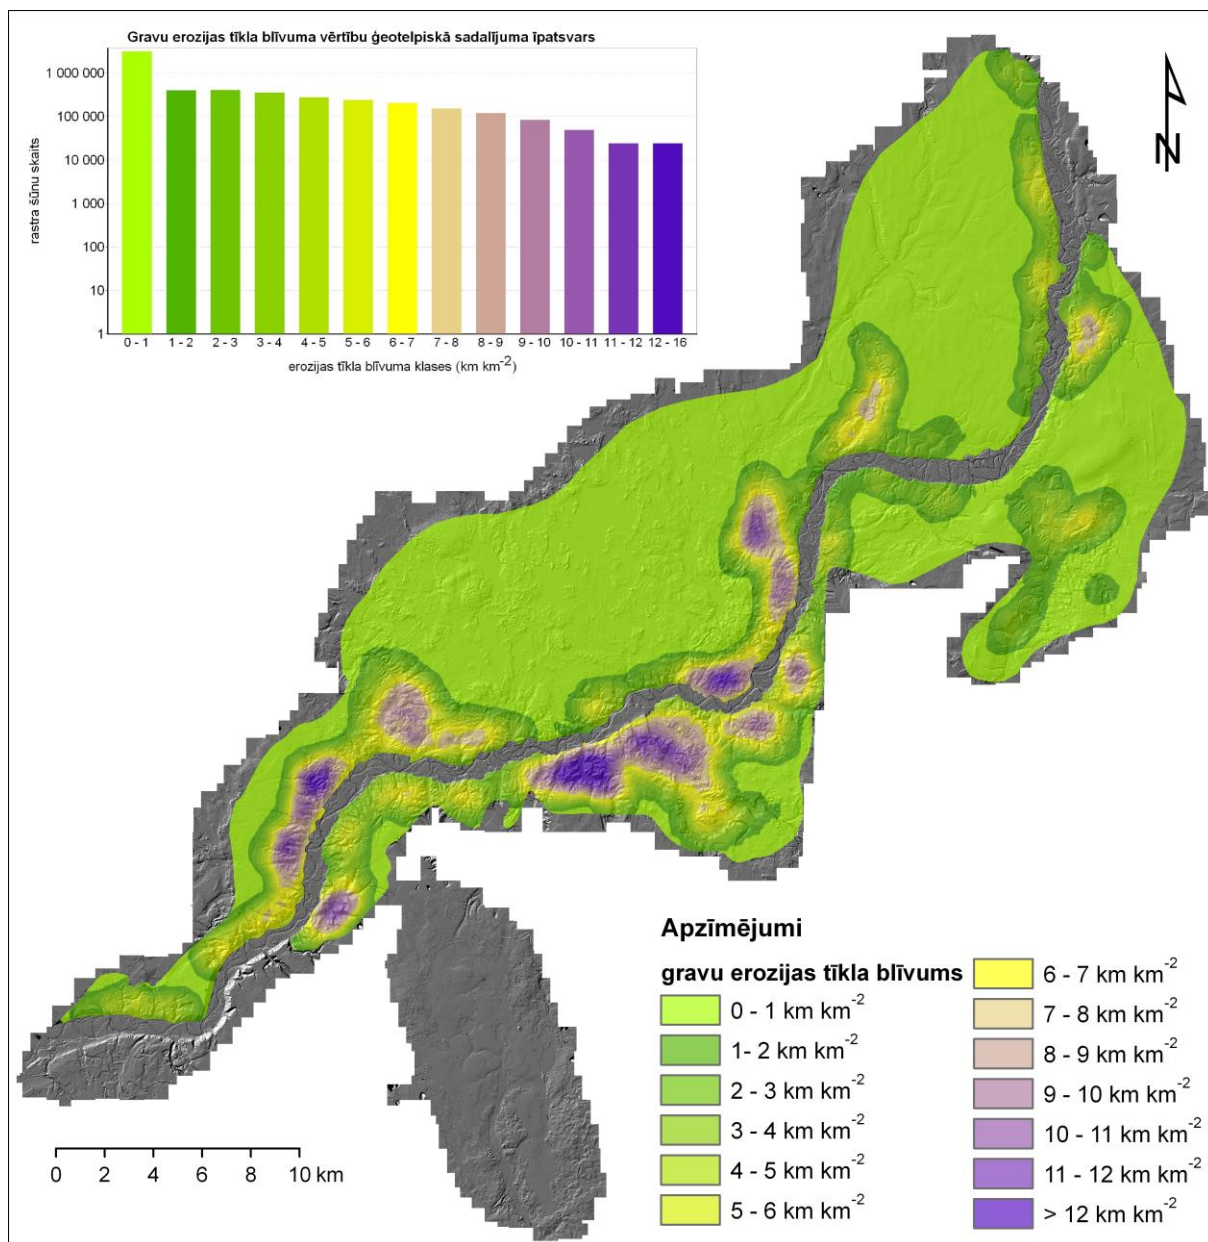 Gravu erozijas tīkla blīvuma vērtību ģeotelpiskā sadalījuma īpatsvars
1 000 000
100 000
10 000
1 000
100
10
1
rastra šūnu skaits
0 - 1 1 - 2 2 - 3 3 - 4 4 - 5 5 - 6 6 - 7 7 - 8 8 - 9 9 - 10 10 - 11 11 - 12 12 - 16
erozijas tīkla blīvuma klases (km km⁻²)
N
Apzīmējumi
gravu erozijas tīkla blīvums
0 - 1 km km⁻²
1- 2 km km⁻²
2 - 3 km km⁻²
3 - 4 km km⁻²
4 - 5 km km⁻²
5 - 6 km km⁻²
6 - 7 km km⁻²
7 - 8 km km⁻²
8 - 9 km km⁻²
9 - 10 km km⁻²
10 - 11 km km⁻²
11 - 12 km km⁻²
> 12 km km⁻²
0 2 4 6 8 10 km